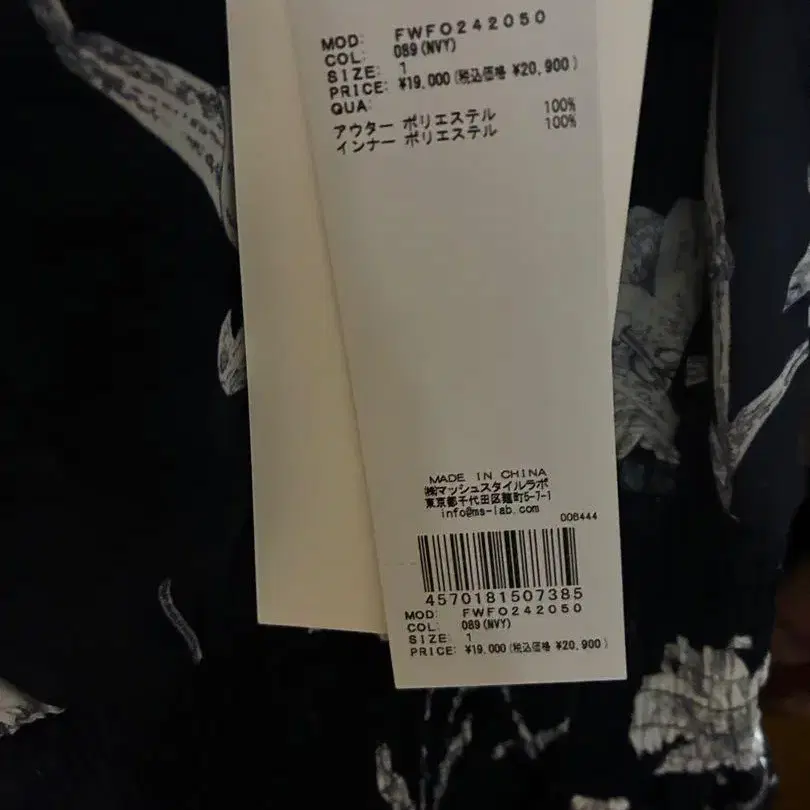 MOD: FWFO242050
COL: 089(NVY)
SIZE: 1
PRICE: ¥19,000(税込価格 ¥20,900)
QUA:
アウター ポリエステル 100%
インナー ポリエステル 100%
MADE IN CHINA
㈱マッシュスタイルラボ
東京都千代田区麹町5-7-1
info@ms-lab.com
006444
4570181507385
MOD: FWFO242050
COL: 089(NVY)
SIZE: 1
PRICE: ¥19,000(税込価格 ¥20,900)